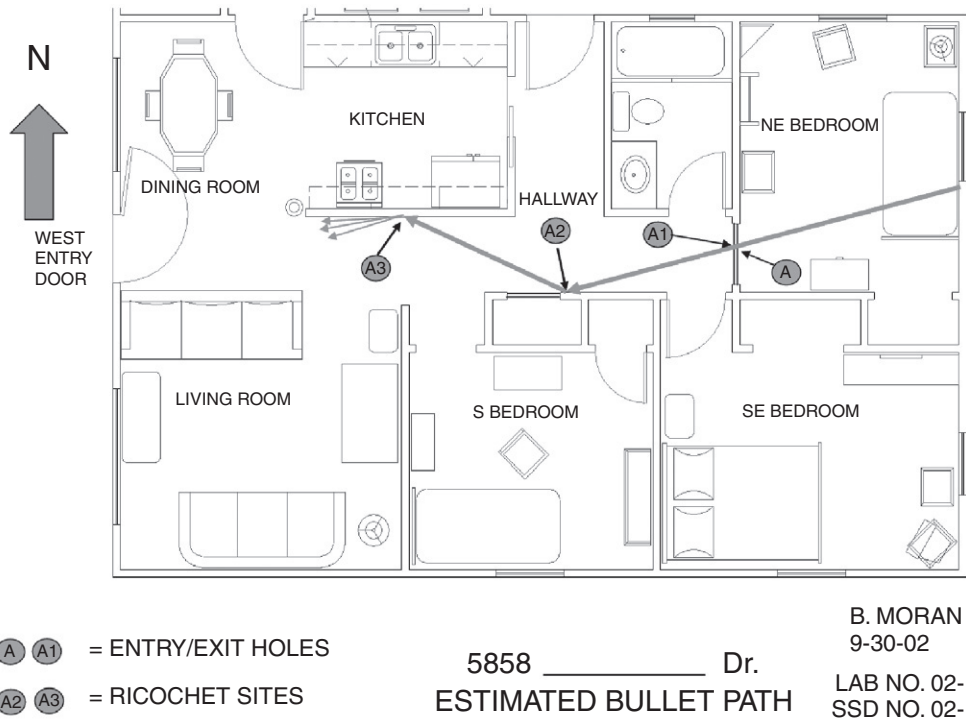 N
WEST
ENTRY
DOOR
DINING ROOM
KITCHEN
HALLWAY
NE BEDROOM
A1
A2
A3
A
LIVING ROOM
S BEDROOM
SE BEDROOM
A A1 = ENTRY/EXIT HOLES
A2 A3 = RICOCHET SITES
5858 ____________ Dr.
ESTIMATED BULLET PATH
B. MORAN
9-30-02
LAB NO. 02-
SSD NO. 02-